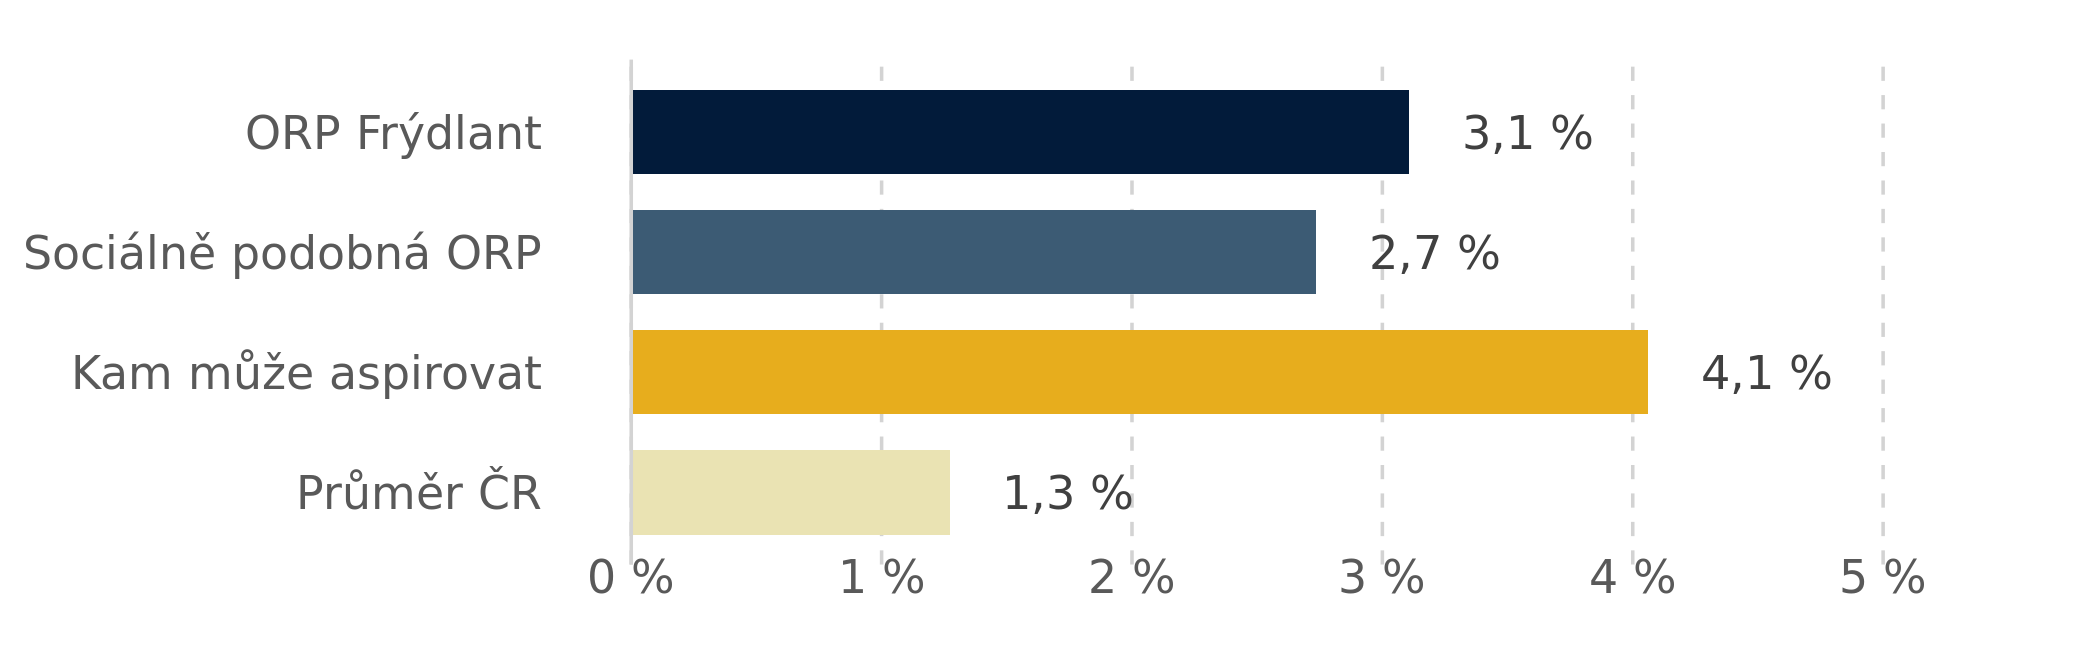 ORP Frýdlant 3,1 %
Sociálně podobná ORP 2,7 %
Kam může aspirovat 4,1 %
Průměr ČR 1,3 %
0 % 1 % 2 % 3 % 4 % 5 %